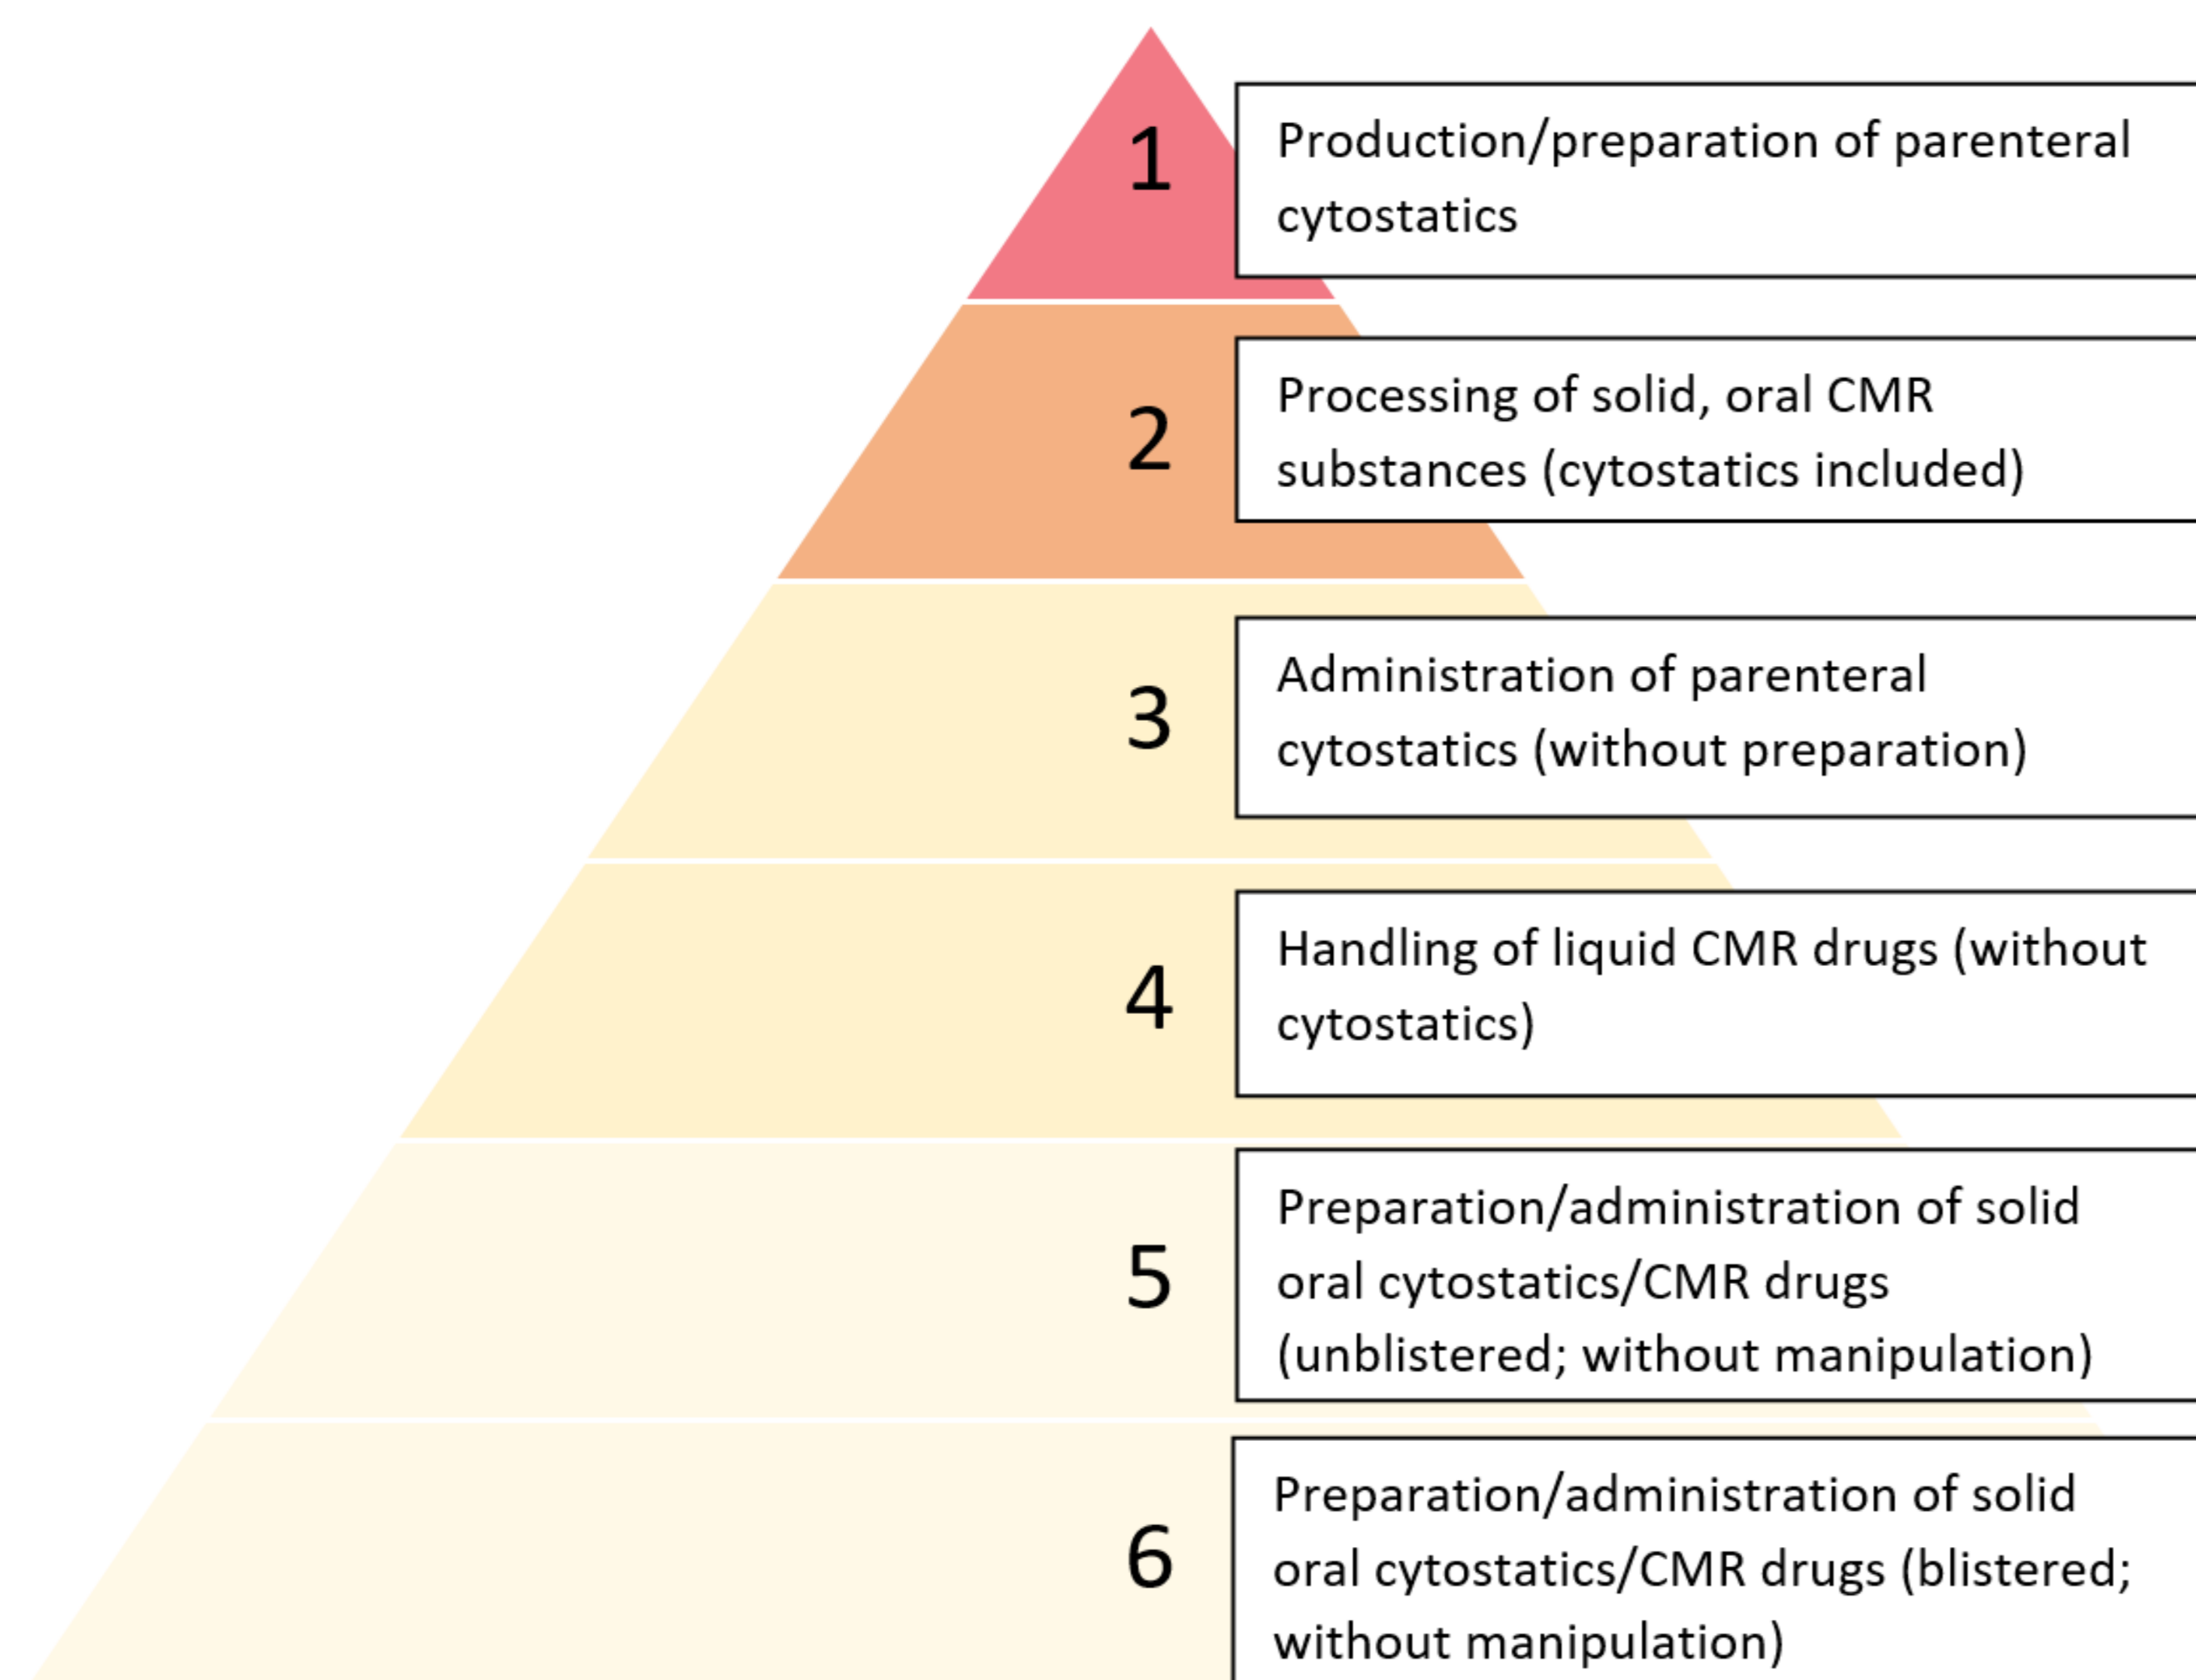 1
Production/preparation of parenteral
cytostatics
2
Processing of solid, oral CMR
substances (cytostatics included)
3
Administration of parenteral
cytostatics (without preparation)
4
Handling of liquid CMR drugs (without
cytostatics)
5
Preparation/administration of solid
oral cytostatics/CMR drugs
(unblistered; without manipulation)
6
Preparation/administration of solid
oral cytostatics/CMR drugs (blistered;
without manipulation)